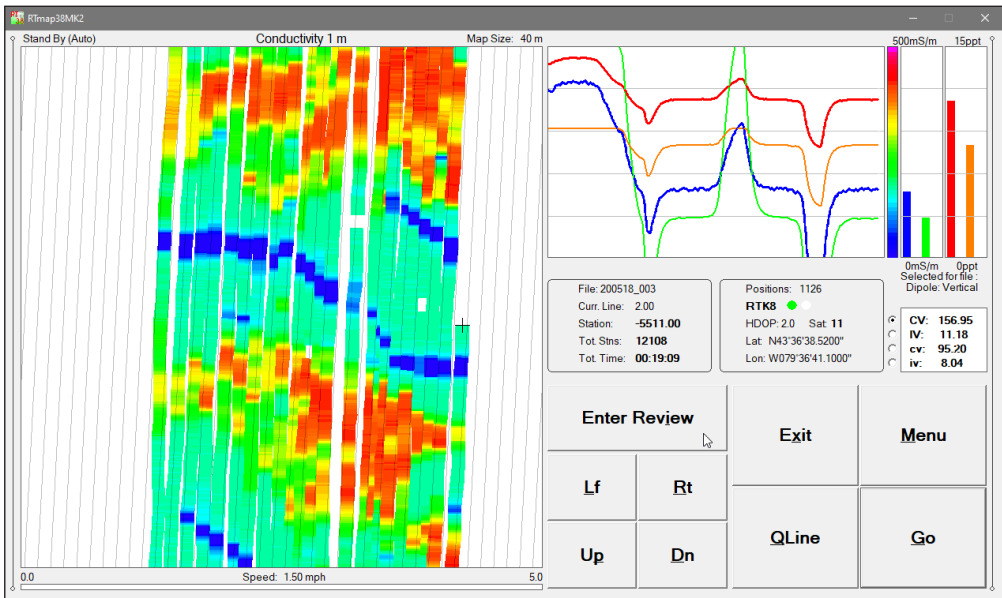 RTmap38MK2
Stand By (Auto)
Conductivity 1 m
Map Size: 40 m
0.0
Speed: 1.50 mph
5.0
500mS/m
15ppt
0mS/m
0ppt
Selected for file :
Dipole: Vertical
File: 200518_003
Curr. Line: 2.00
Station: -5511.00
Tot. Stns: 12108
Tot. Time: 00:19:09
Positions: 1126
RTK8
HDOP: 2.0 Sat: 11
Lat: N43°36'38.5200"
Lon: W079°36'41.1000"
CV: 156.95
IV: 11.18
cv: 95.20
iv: 8.04
Enter Review
Exit
Menu
Lf
Rt
Up
Dn
QLine
Go